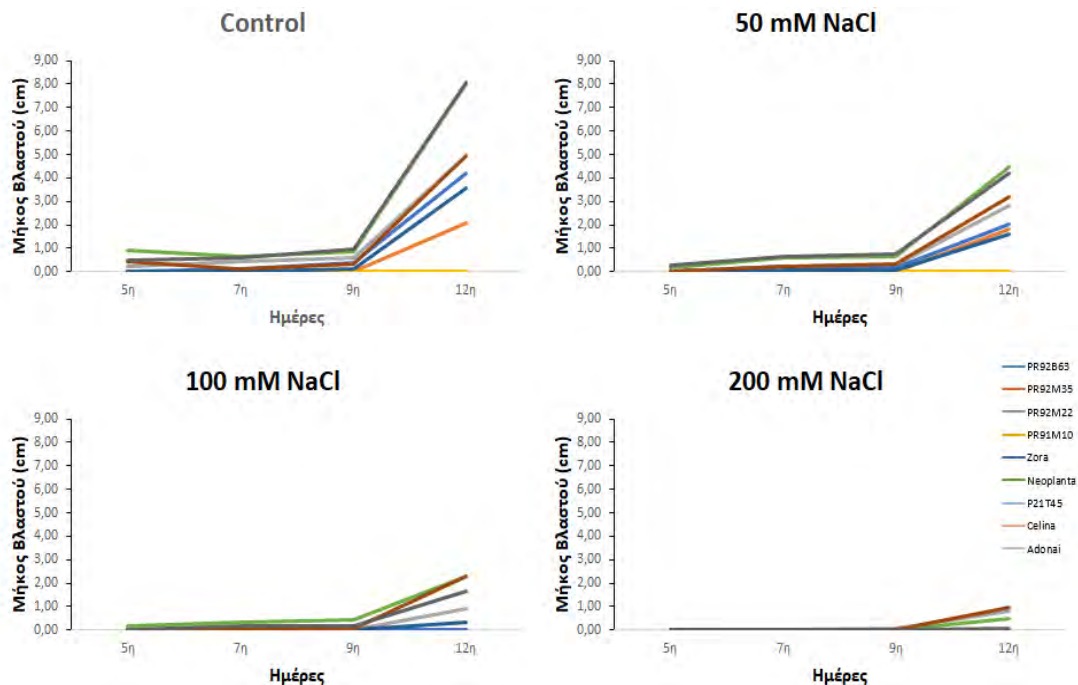 Control
Μήκος Βλαστού (cm)
9,00
8,00
7,00
6,00
5,00
4,00
3,00
2,00
1,00
0,00
5η 7η 9η 12η
Ημέρες
50 mM NaCl
Μήκος Βλαστού (cm)
9,00
8,00
7,00
6,00
5,00
4,00
3,00
2,00
1,00
0,00
5η 7η 9η 12η
Ημέρες
100 mM NaCl
Μήκος Βλαστού (cm)
9,00
8,00
7,00
6,00
5,00
4,00
3,00
2,00
1,00
0,00
5η 7η 9η 12η
Ημέρες
200 mM NaCl
Μήκος Βλαστού (cm)
9,00
8,00
7,00
6,00
5,00
4,00
3,00
2,00
1,00
0,00
5η 7η 9η 12η
Ημέρες
PR92B63
PR92M35
PR92M22
PR91M10
Zora
Neoplanta
P21T45
Celina
Adonai